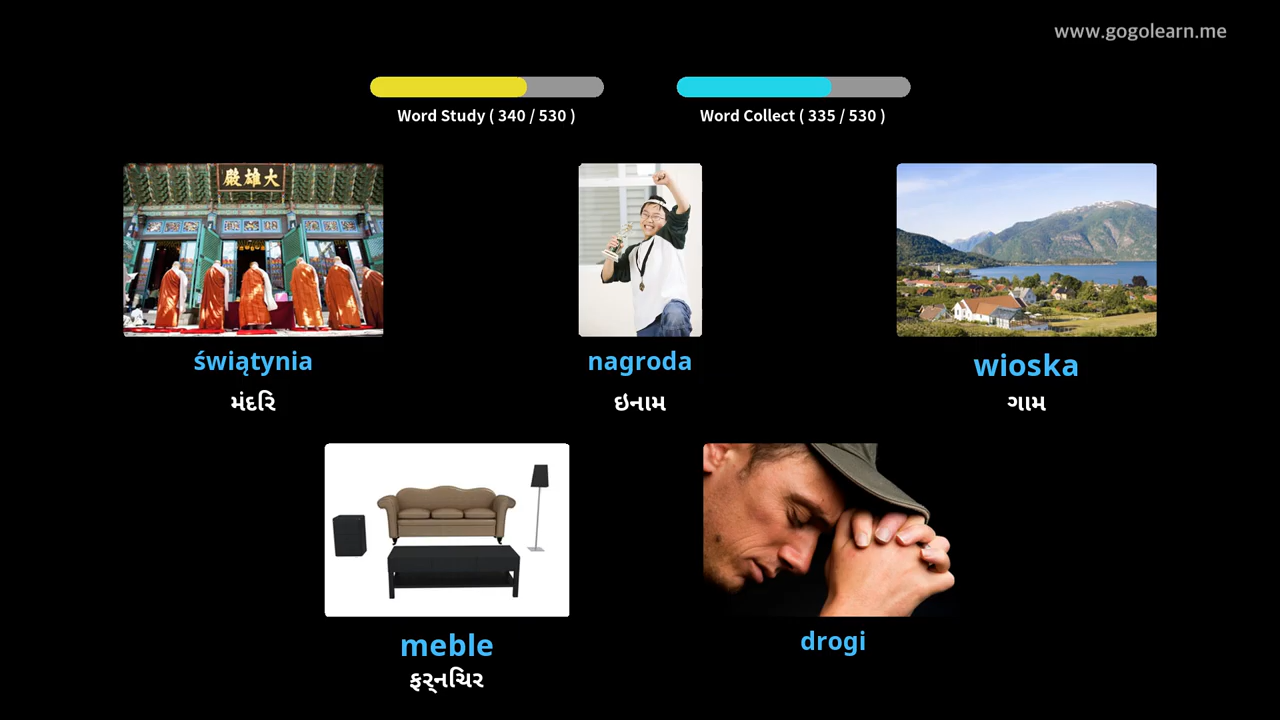 www.gogolearn.me
Word Study ( 340 / 530 )
Word Collect ( 335 / 530 )
殿雄大
świątynia
nagroda
wioska
મંદિર
ઇનામ
ગામ
meble
drogi
ફર્નિચર